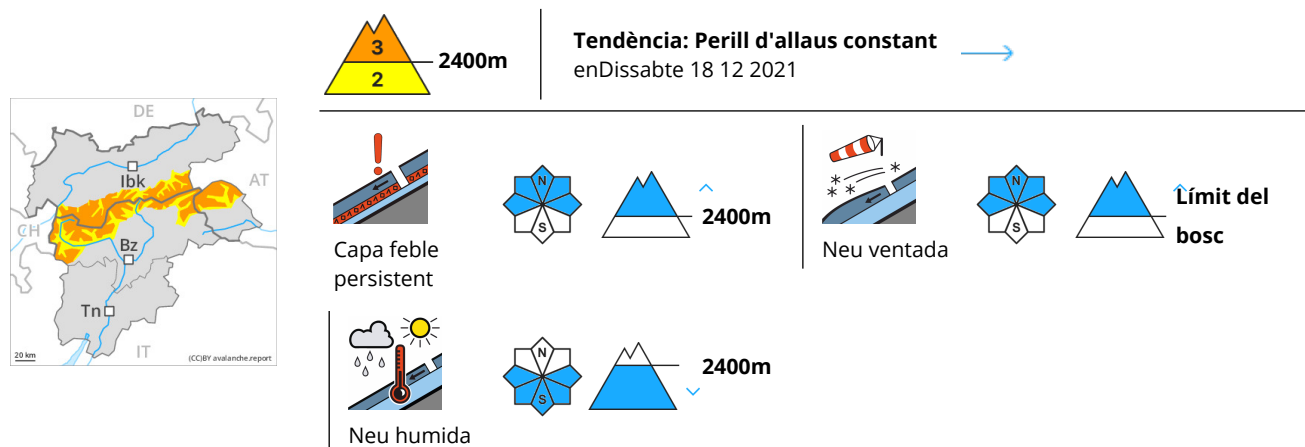 3
2
2400m
Tendència: Perill d'allaus constant
enDissabte 18 12 2021
DE
Ibk
AT
CH
Bz
Tn
IT
20 km
(CC)BY avalanche.report
N
S
2400m
Capa feble
persistent
N
S
Límit del
bosc
Neu ventada
N
S
2400m
Neu humida